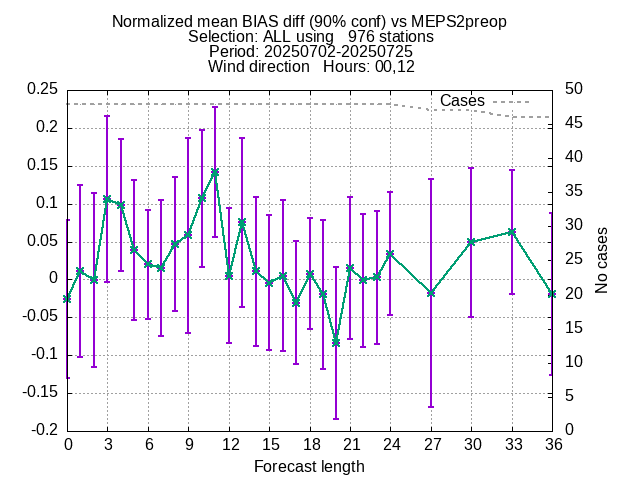 Normalized mean BIAS diff (90% conf) vs MEPS2preop
Selection: ALL using   976 stations
Period: 20250702-20250725
Wind direction   Hours: 00,12
Cases
0.25
0.2
0.15
0.1
0.05
0
-0.05
-0.1
-0.15
-0.2
50
45
40
35
30
25
20
15
10
5
0
No cases
0 3 6 9 12 15 18 21 24 27 30 33 36
Forecast length